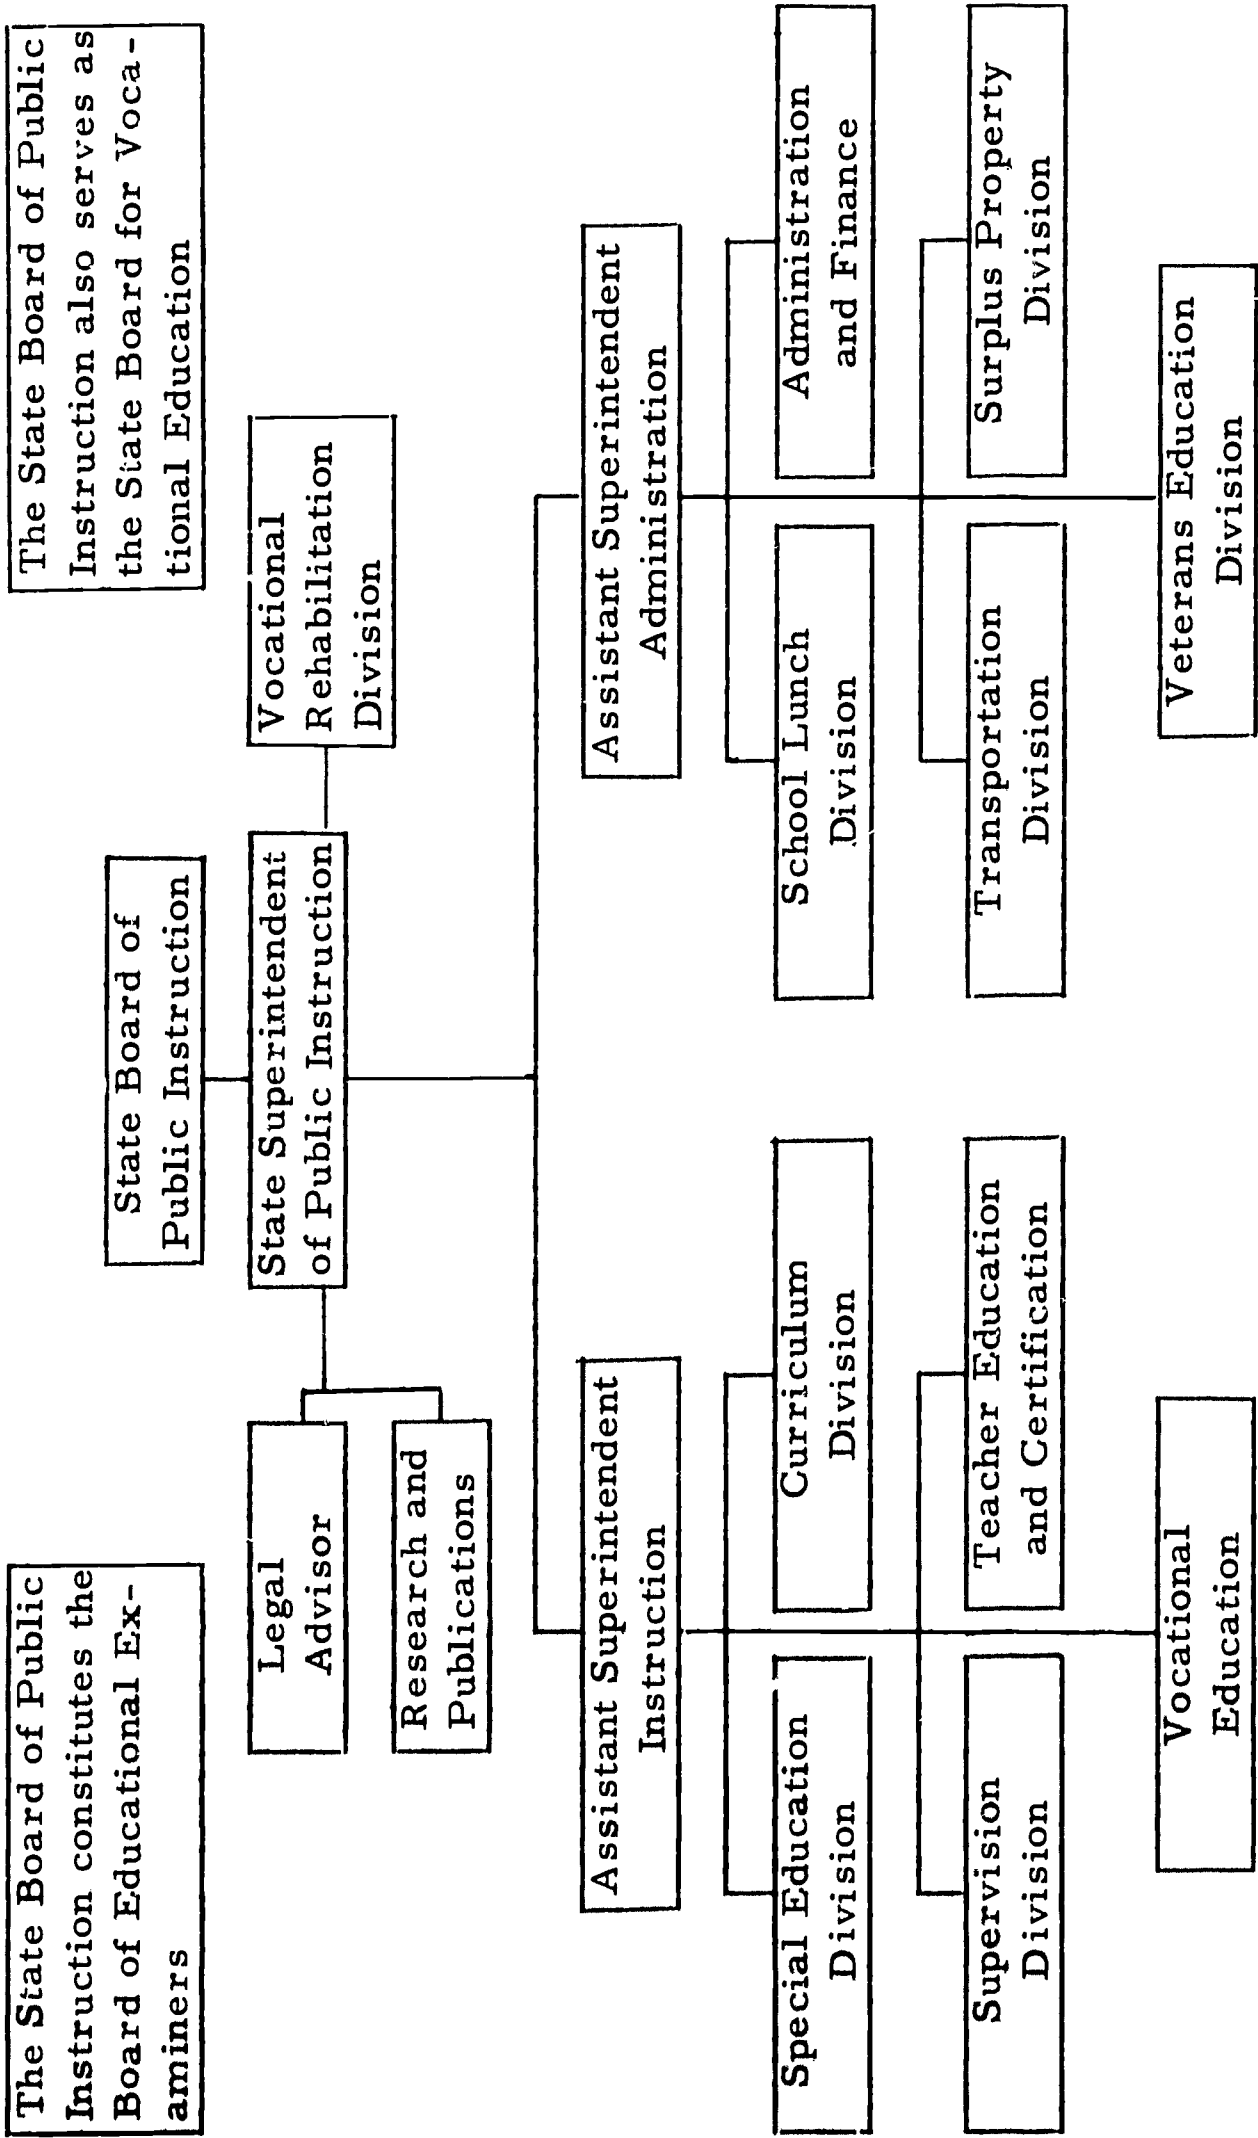 The State Board of Public
Instruction constitutes the
Board of Educational Ex-
aminers
The State Board of Public
Instruction also serves as
the State Board for Voca-
tional Education
State Board of
Public Instruction
State Superintendent
of Public Instruction
Legal
Advisor
Research and
Publications
Vocational
Rehabilitation
Division
Assistant Superintendent
Instruction
Assistant Superintendent
Administration
Special Education
Division
Curriculum
Division
School Lunch
Division
Administration
and Finance
Supervision
Division
Teacher Education
and Certification
Transportation
Division
Surplus Property
Division
Vocational
Education
Veterans Education
Division